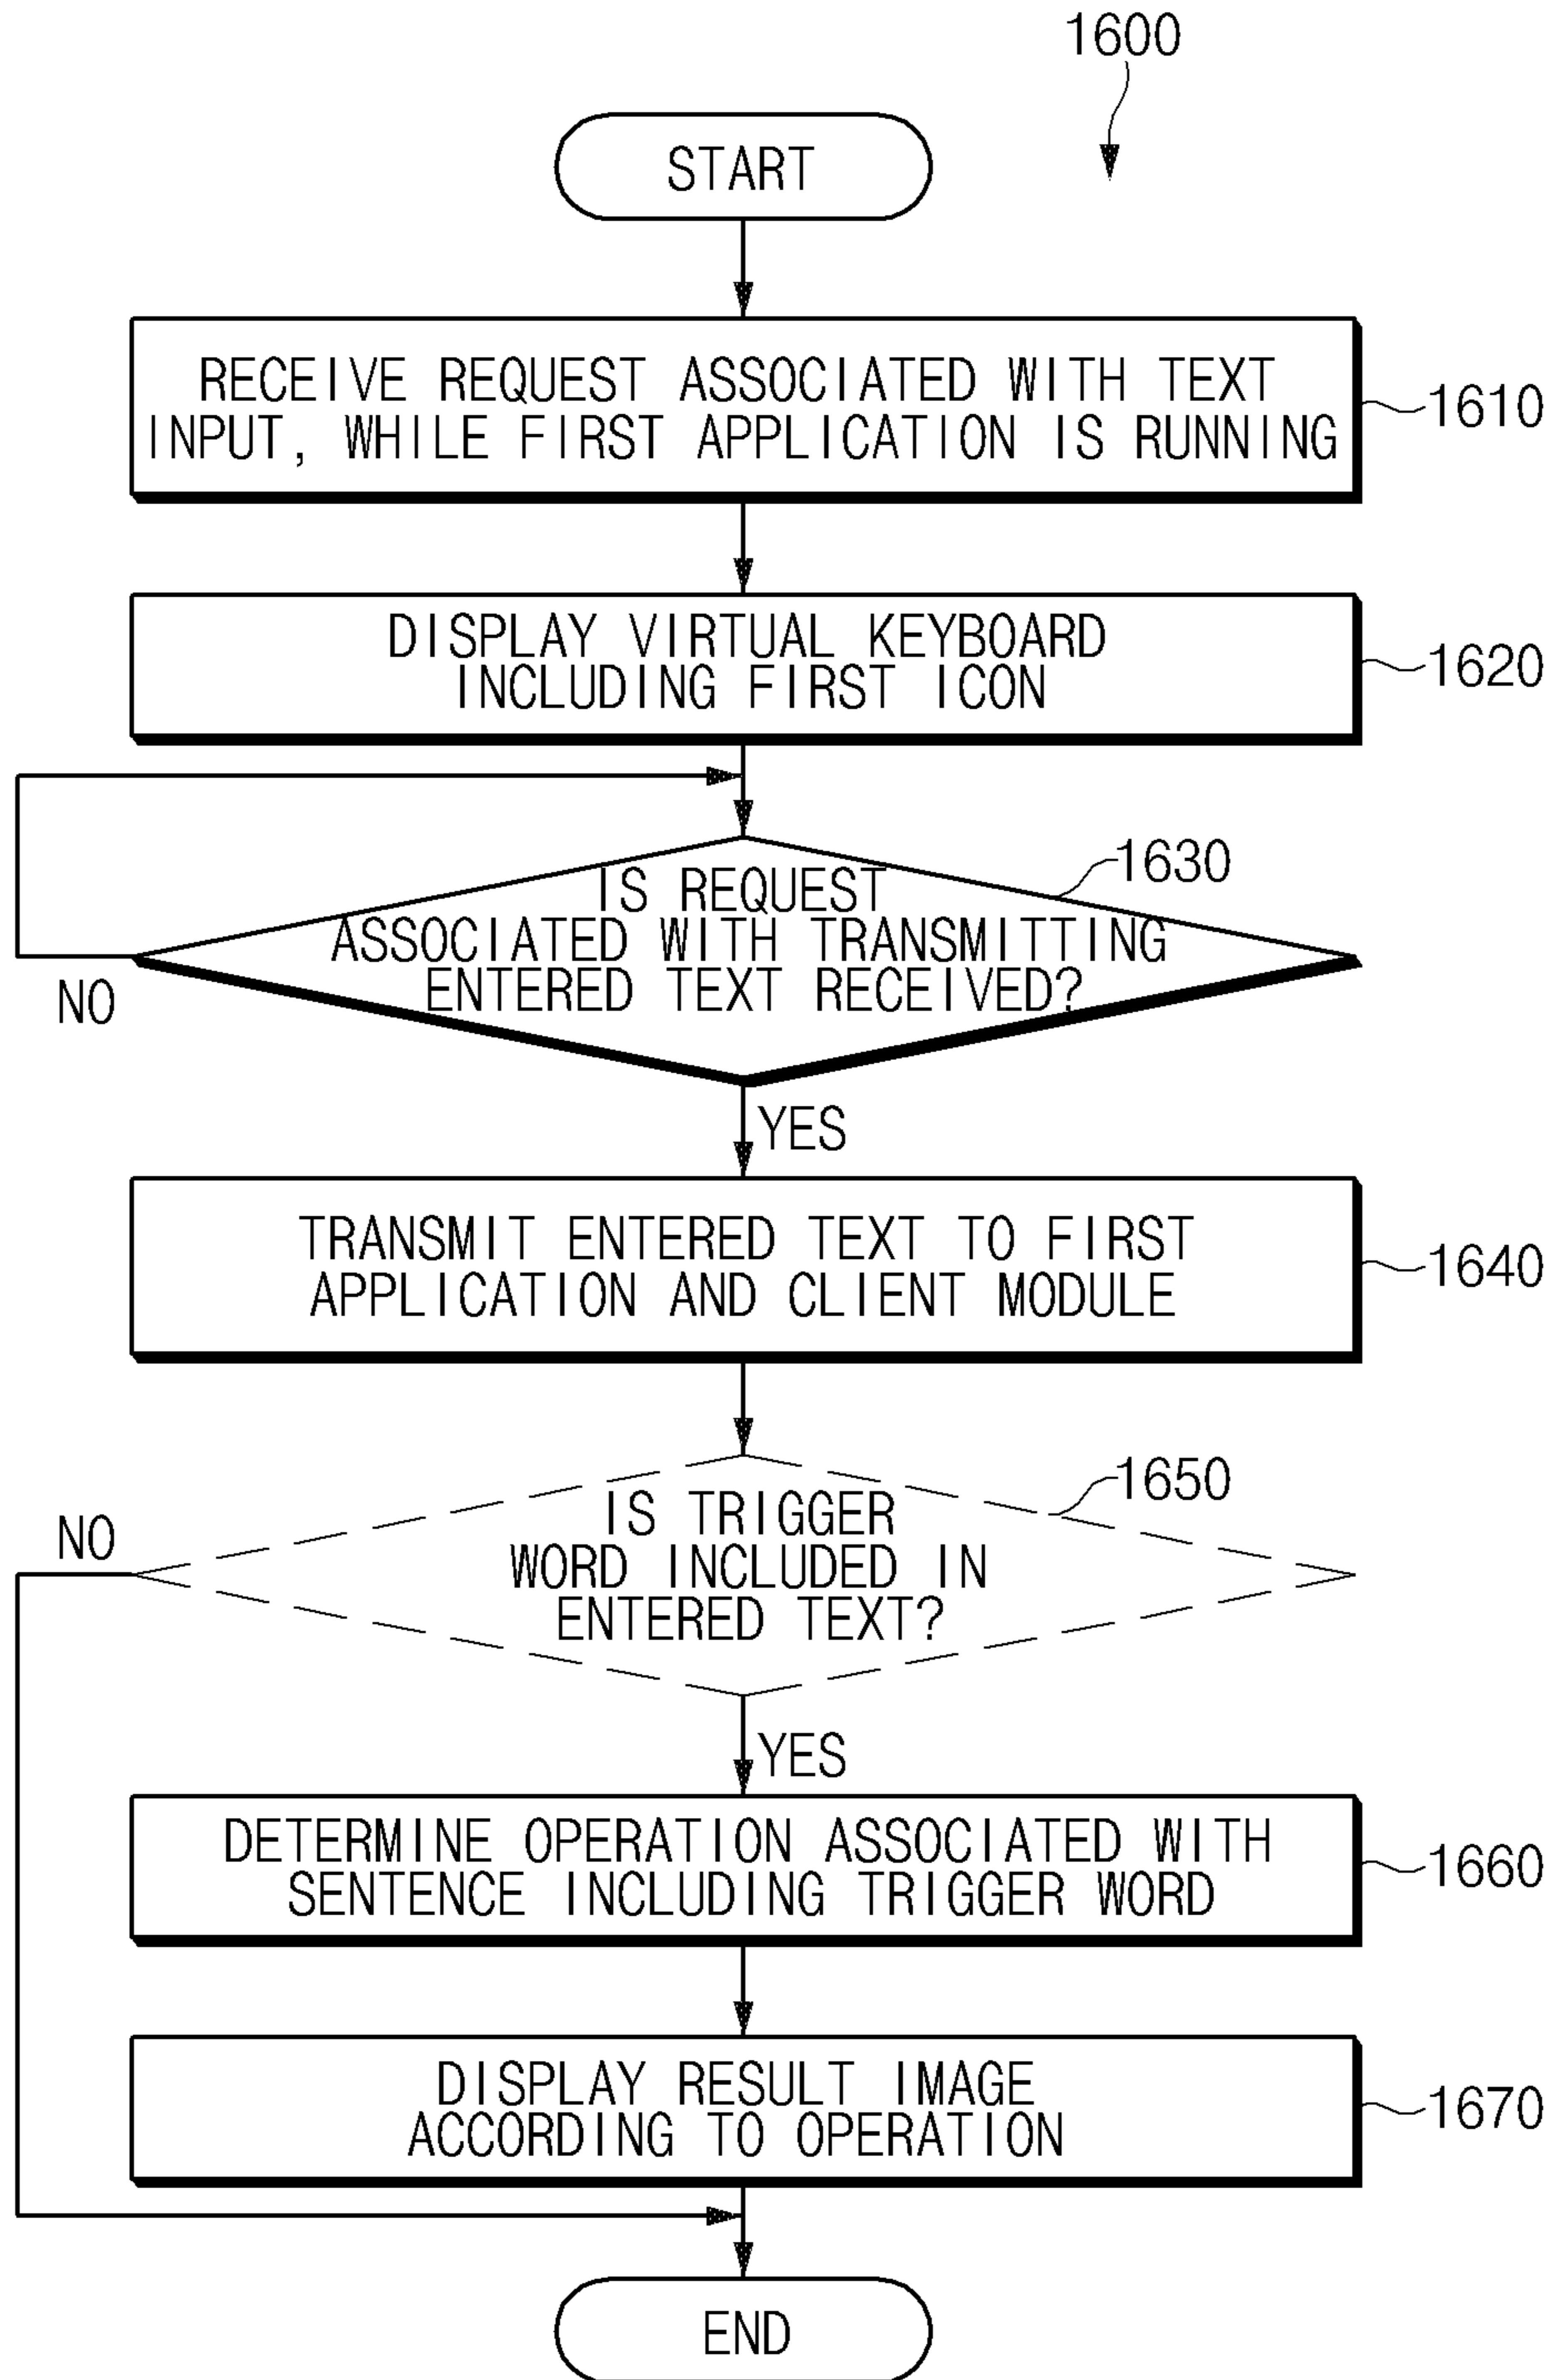 1600
START
RECEIVE REQUEST ASSOCIATED WITH TEXT
INPUT, WHILE FIRST APPLICATION IS RUNNING
1610
DISPLAY VIRTUAL KEYBOARD
INCLUDING FIRST ICON
1620
1630
IS REQUEST
ASSOCIATED WITH TRANSMITTING
ENTERED TEXT RECEIVED?
NO
YES
TRANSMIT ENTERED TEXT TO FIRST
APPLICATION AND CLIENT MODULE
1640
1650
IS TRIGGER
WORD INCLUDED IN
ENTERED TEXT?
NO
YES
DETERMINE OPERATION ASSOCIATED WITH
SENTENCE INCLUDING TRIGGER WORD
1660
DISPLAY RESULT IMAGE
ACCORDING TO OPERATION
1670
END